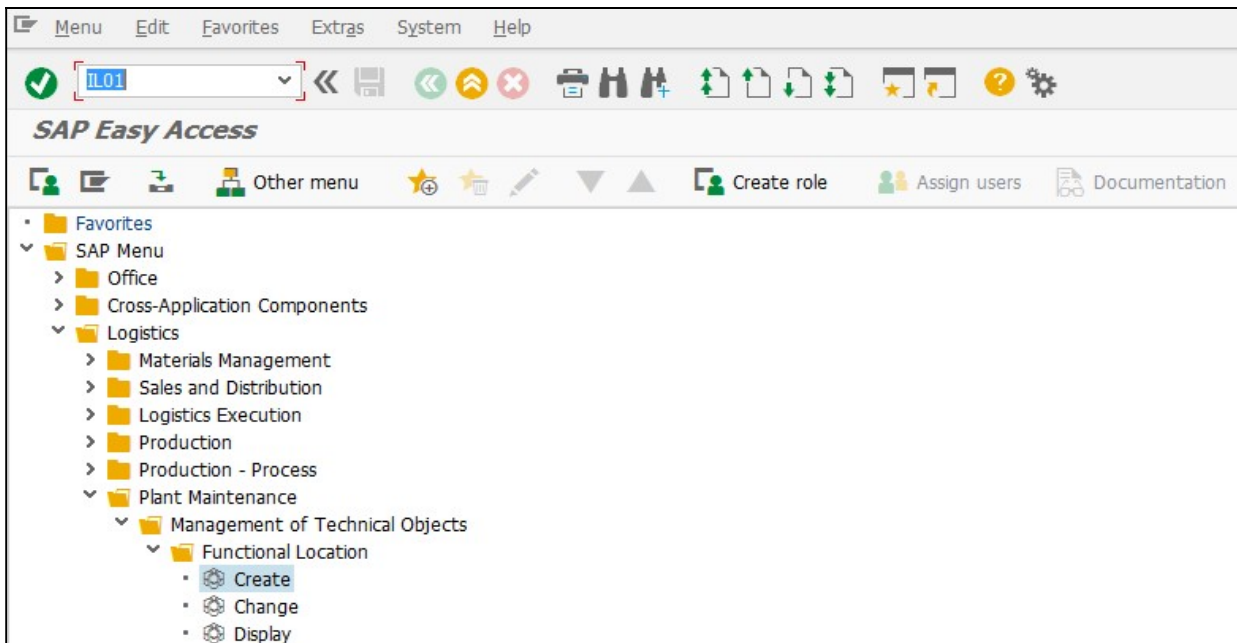 Menu Edit Favorites Extras System Help
IL01
SAP Easy Access
Other menu Create role Assign users Documentation
Favorites
SAP Menu
Office
Cross-Application Components
Logistics
Materials Management
Sales and Distribution
Logistics Execution
Production
Production - Process
Plant Maintenance
Management of Technical Objects
Functional Location
Create
Change
Display